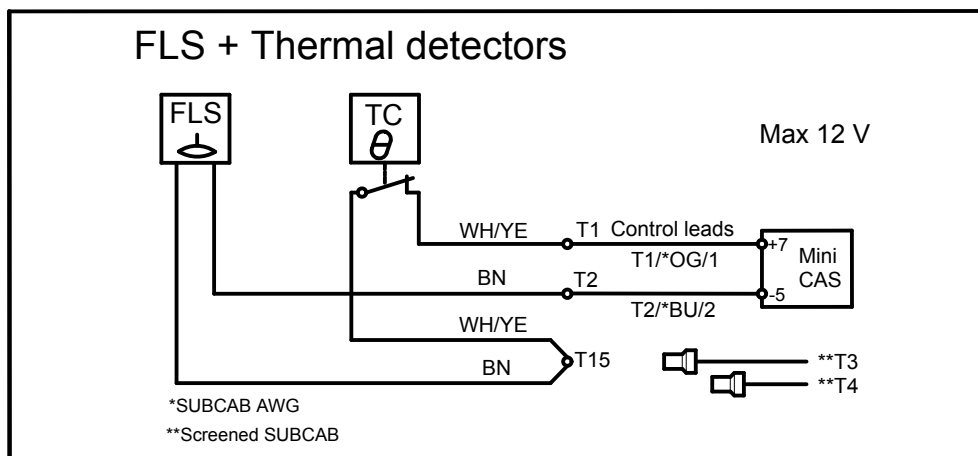 FLS + Thermal detectors
FLS
TC
θ
Max 12 V
WH/YE
T1
Control leads
+7
T1/*OG/1
Mini
CAS
BN
T2
-5
T2/*BU/2
WH/YE
T15
BN
**T3
**T4
*SUBCAB AWG
**Screened SUBCAB